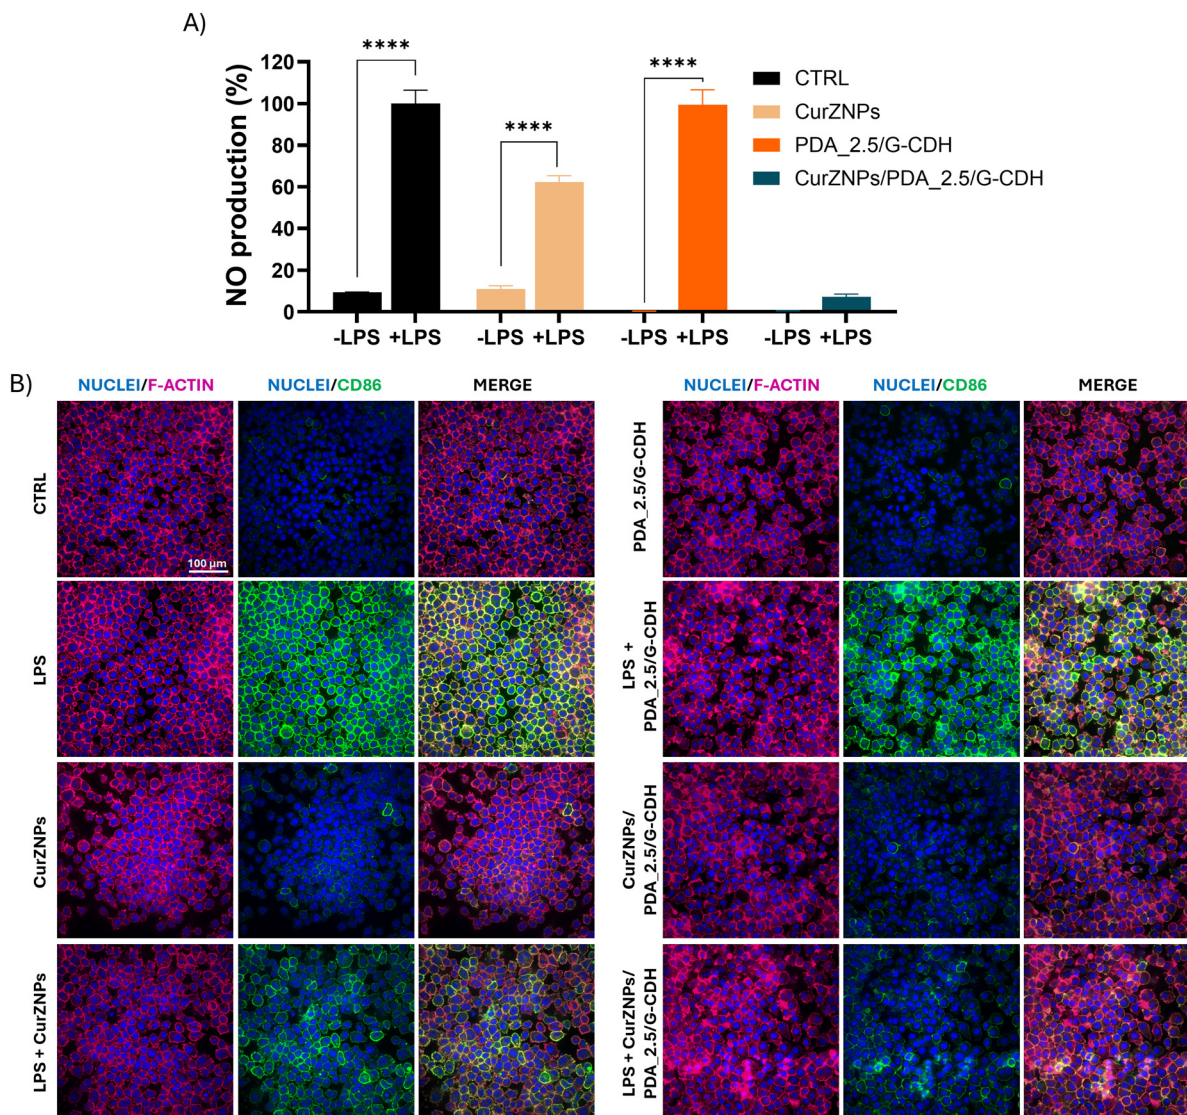 A)
NO production (%)
120
100
80
60
40
20
0
****
****
****
-LPS +LPS
-LPS +LPS
-LPS +LPS
-LPS +LPS
CTRL
CurZNPs
PDA_2.5/G-CDH
CurZNPs/PDA_2.5/G-CDH
B)
NUCLEI/F-ACTIN
NUCLEI/CD86
MERGE
CTRL
100 µm
LPS
CurZNPs
LPS + CurZNPs
NUCLEI/F-ACTIN
NUCLEI/CD86
MERGE
PDA_2.5/G-CDH
LPS +
PDA_2.5/G-CDH
CurZNPs/
PDA_2.5/G-CDH
LPS + CurZNPs/
PDA_2.5/G-CDH